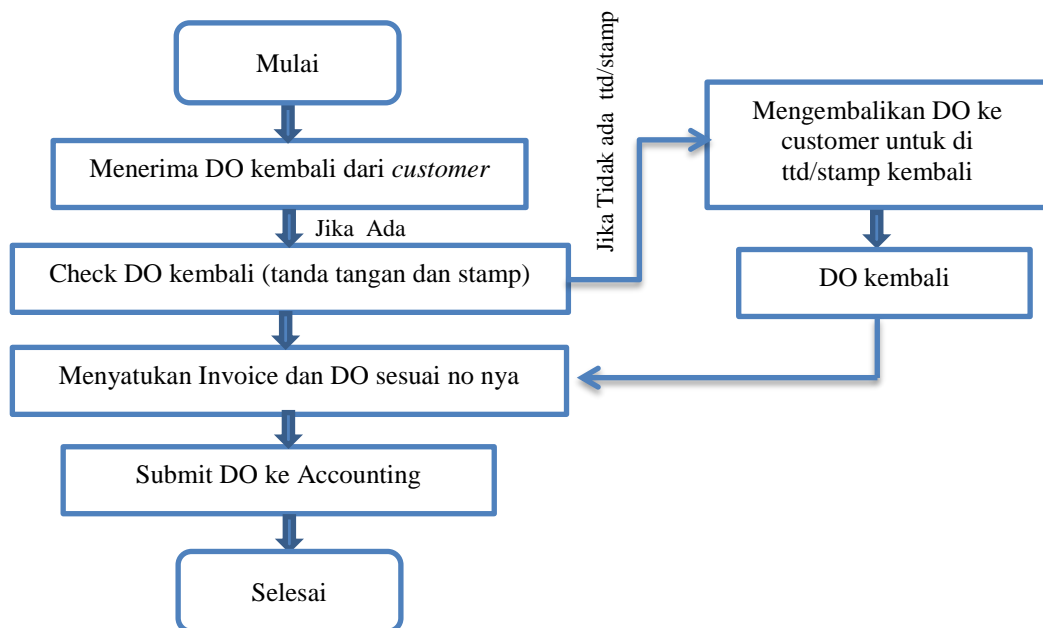 Mulai
Menerima DO kembali dari customer
Jika Ada
Check DO kembali (tanda tangan dan stamp)
Jika Tidak ada ttd/stamp
Mengembalikan DO ke
customer untuk di
ttd/stamp kembali
DO kembali
Menyatukan Invoice dan DO sesuai no nya
Submit DO ke Accounting
Selesai